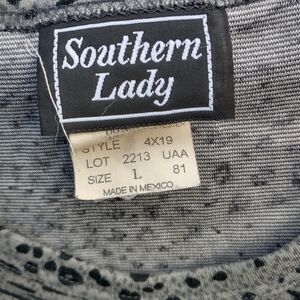 Southern
Lady
STYLE 4X19
LOT 2213 UAA
SIZE L 81
MADE IN MEXICO